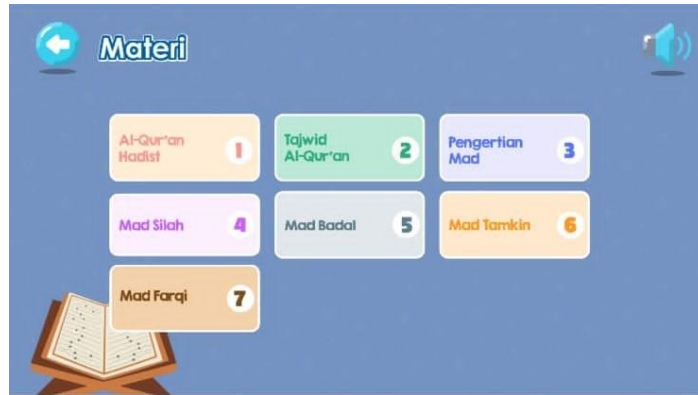 Materi
Al-Qur'an
Hadist
1
Tajwid
Al-Qur'an
2
Pengertian
Mad
3
Mad Silah
4
Mad Badal
5
Mad Tamkin
6
Mad Farqi
7